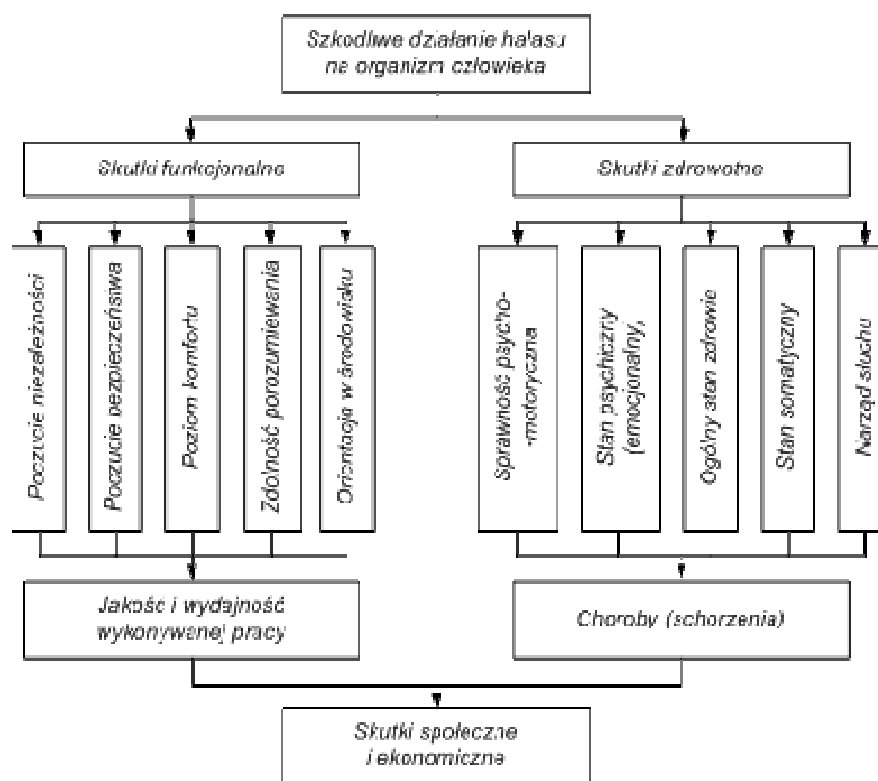 Szkodliwe działanie hałasu
na organizm człowieka
Skutki funkcjonalne
Skutki zdrowotne
Poczucie niezależności
Poczucie bezpieczeństwa
Poziom komfortu
Zdolność porozumiewania
Orientacja w środowisku
Sprawność psycho-
-motoryczna
Stan psychiczny
(emocjonalny,
Ogólny stan zdrowie
Stan somatyczny
Narząd słuchu
Jakość i wydajność
wykonywanej pracy
Choroby (schorzenia)
Skutki społeczne
i ekonomiczne